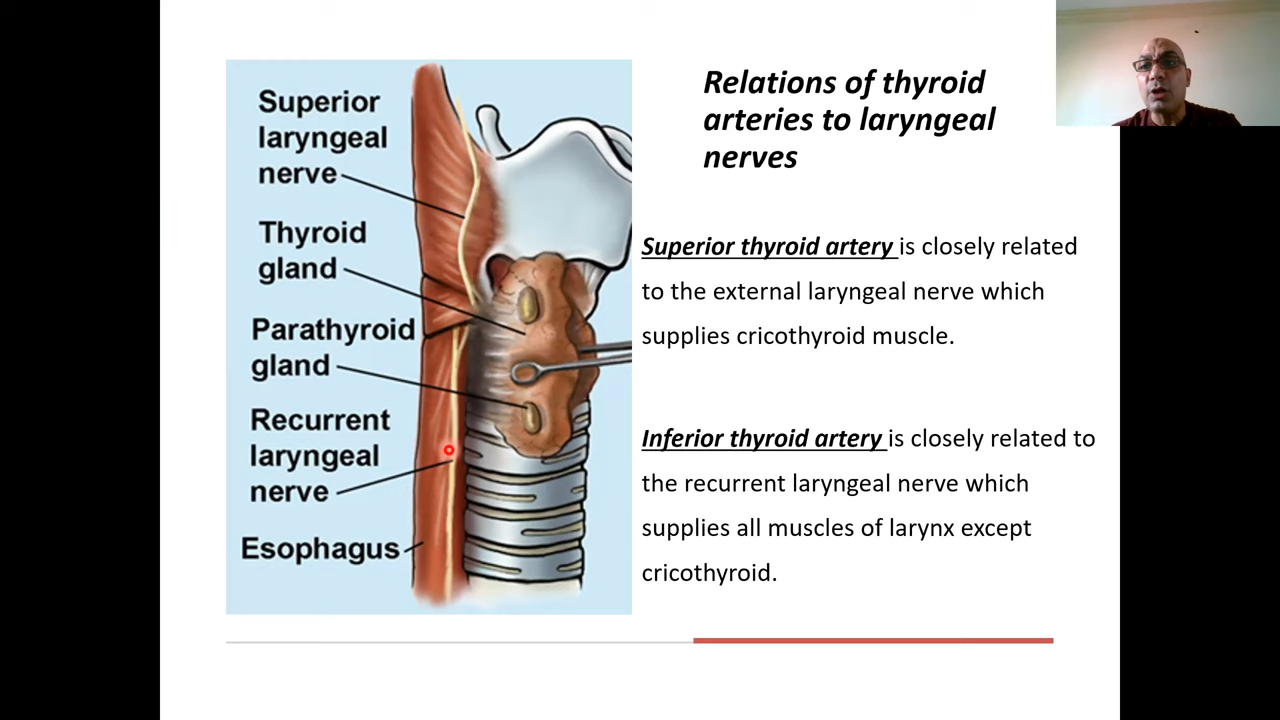 Superior
laryngeal
nerve
Thyroid
gland
Parathyroid
gland
Recurrent
laryngeal
nerve
Esophagus
Relations of thyroid
arteries to laryngeal
nerves
Superior thyroid artery is closely related
to the external laryngeal nerve which
supplies cricothyroid muscle.
Inferior thyroid artery is closely related to
the recurrent laryngeal nerve which
supplies all muscles of larynx except
cricothyroid.